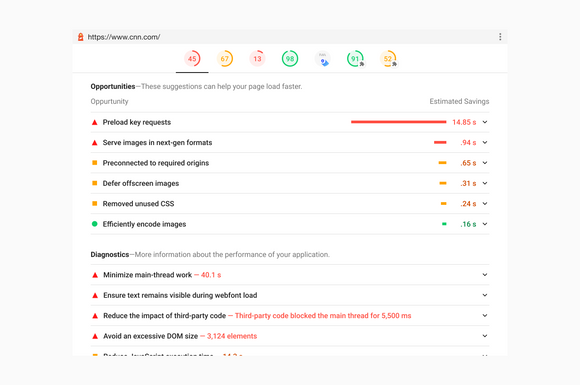 https://www.cnn.com/
45 67 13 98 91 52
Opportunities—These suggestions can help your page load faster.
Oppurtunity Estimated Savings
Preload key requests 14.85 s
Serve images in next-gen formats .94 s
Preconnected to required origins .65 s
Defer offscreen images .31 s
Removed unused CSS .24 s
Efficiently encode images .16 s
Diagnostics—More information about the performance of your application.
Minimize main-thread work — 40.1 s
Ensure text remains visible during webfont load
Reduce the impact of third-party code — Third-party code blocked the main thread for 5,500 ms
Avoid an excessive DOM size — 3,124 elements
Reduce JavaScript execution time